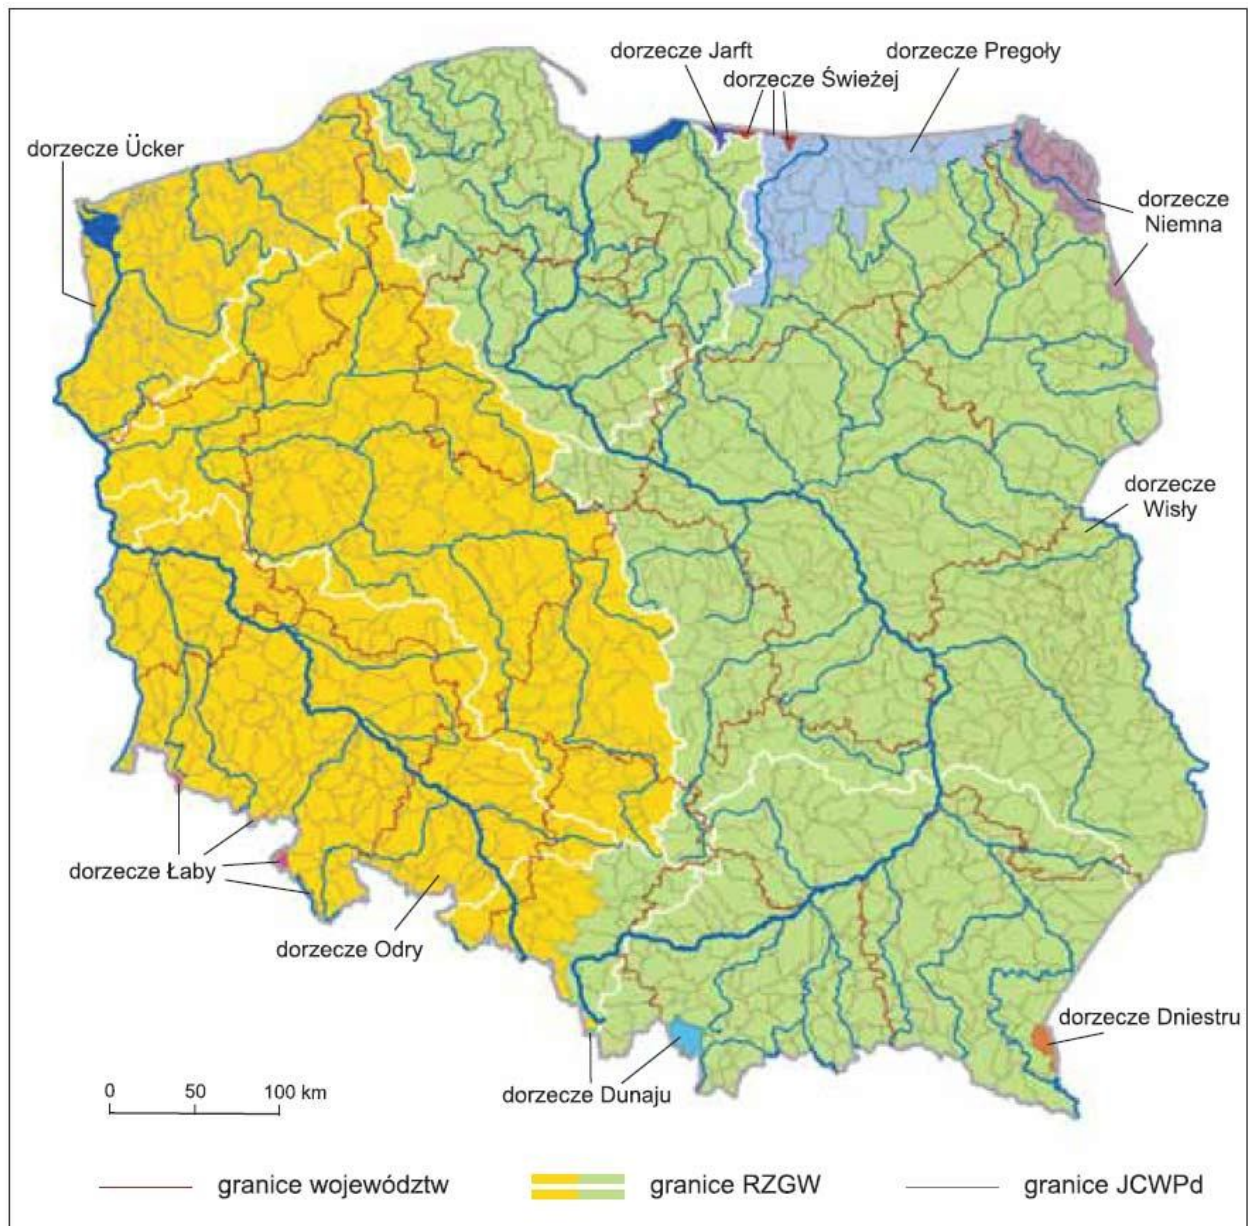 dorzecze Jarft
dorzecze Pregoły
dorzecze Świeżej
dorzecze Ücker
dorzecze
Niemna
dorzecze
Wisły
dorzecze Łaby
dorzecze Odry
dorzecze Dniestru
dorzecze Dunaju
0 50 100 km
granice województw
granice RZGW
granice JCWPd